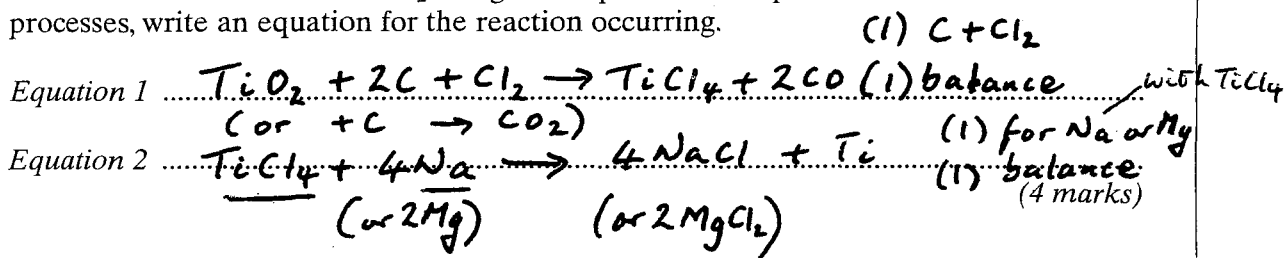 processes, write an equation for the reaction occurring.
(1) C + Cl₂
Equation 1 TiO₂ + 2C + Cl₂ → TiCl₄ + 2CO (1) balance with TiCl₄
(or + C → CO₂) (1) for Na or Mg
Equation 2 TiCl₄ + 4Na → 4NaCl + Ti (1) balance
(4 marks)
(or 2Mg) (or 2MgCl₂)